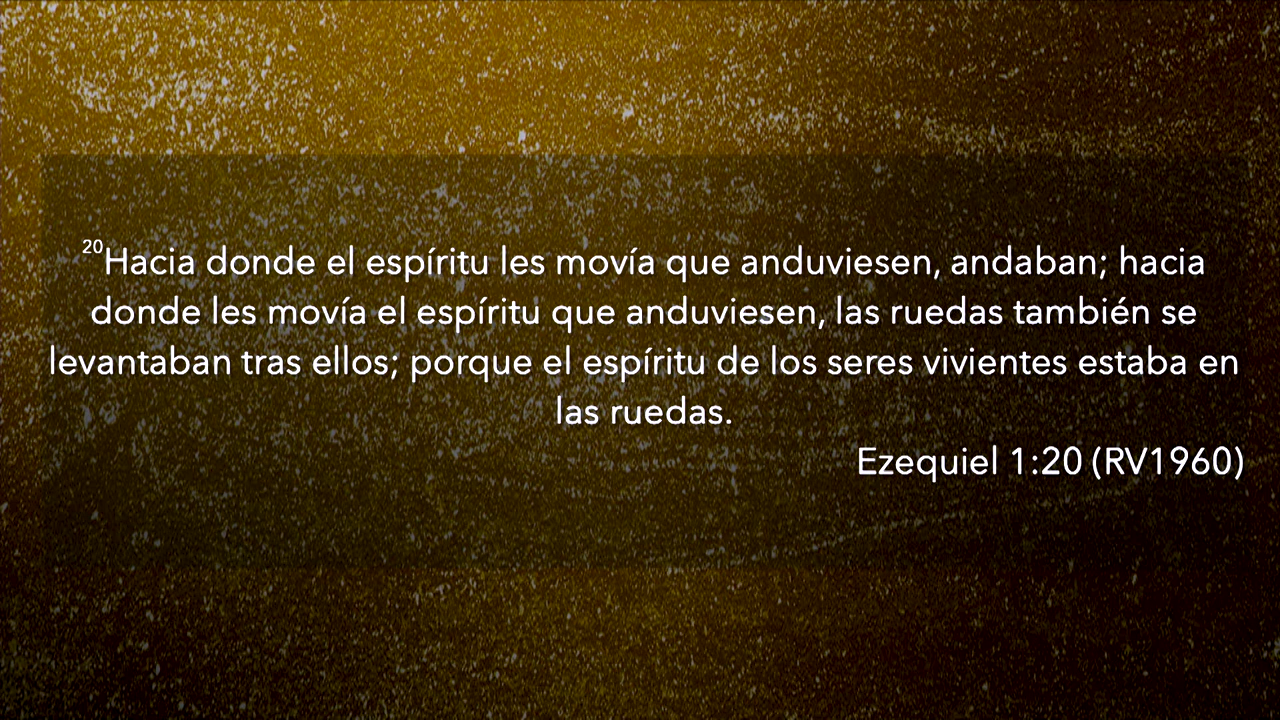 20Hacia donde el espíritu les movía que anduviesen, andaban; hacia
donde les movía el espíritu que anduviesen, las ruedas también se
levantaban tras ellos; porque el espíritu de los seres vivientes estaba en
las ruedas.
Ezequiel 1:20 (RV1960)